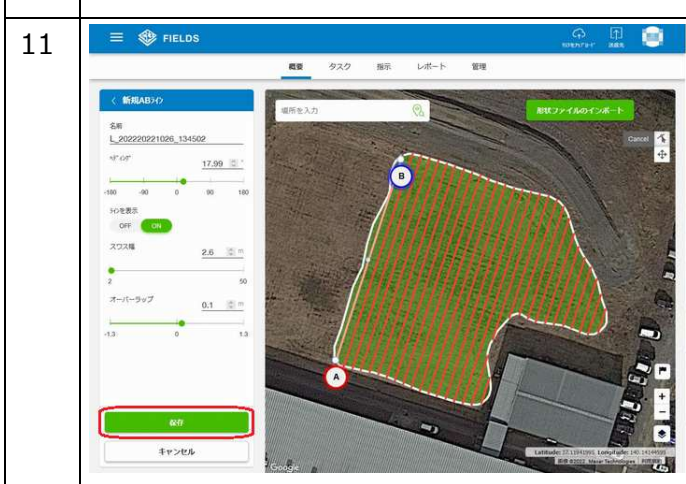 11
FIELDS
概要 タスク 指示 レポート 管理
新規ABライン
名前
L_202220221026_134502
ヘディング
17.99 °
-180 -90 0 90 180
ラインを表示
OFF ON
スワス幅
2.6 m
2 50
オーバーラップ
0.1 m
-1.3 0 1.3
保存
キャンセル
場所を入力
形状ファイルのインポート
Cancel
B
A
Google